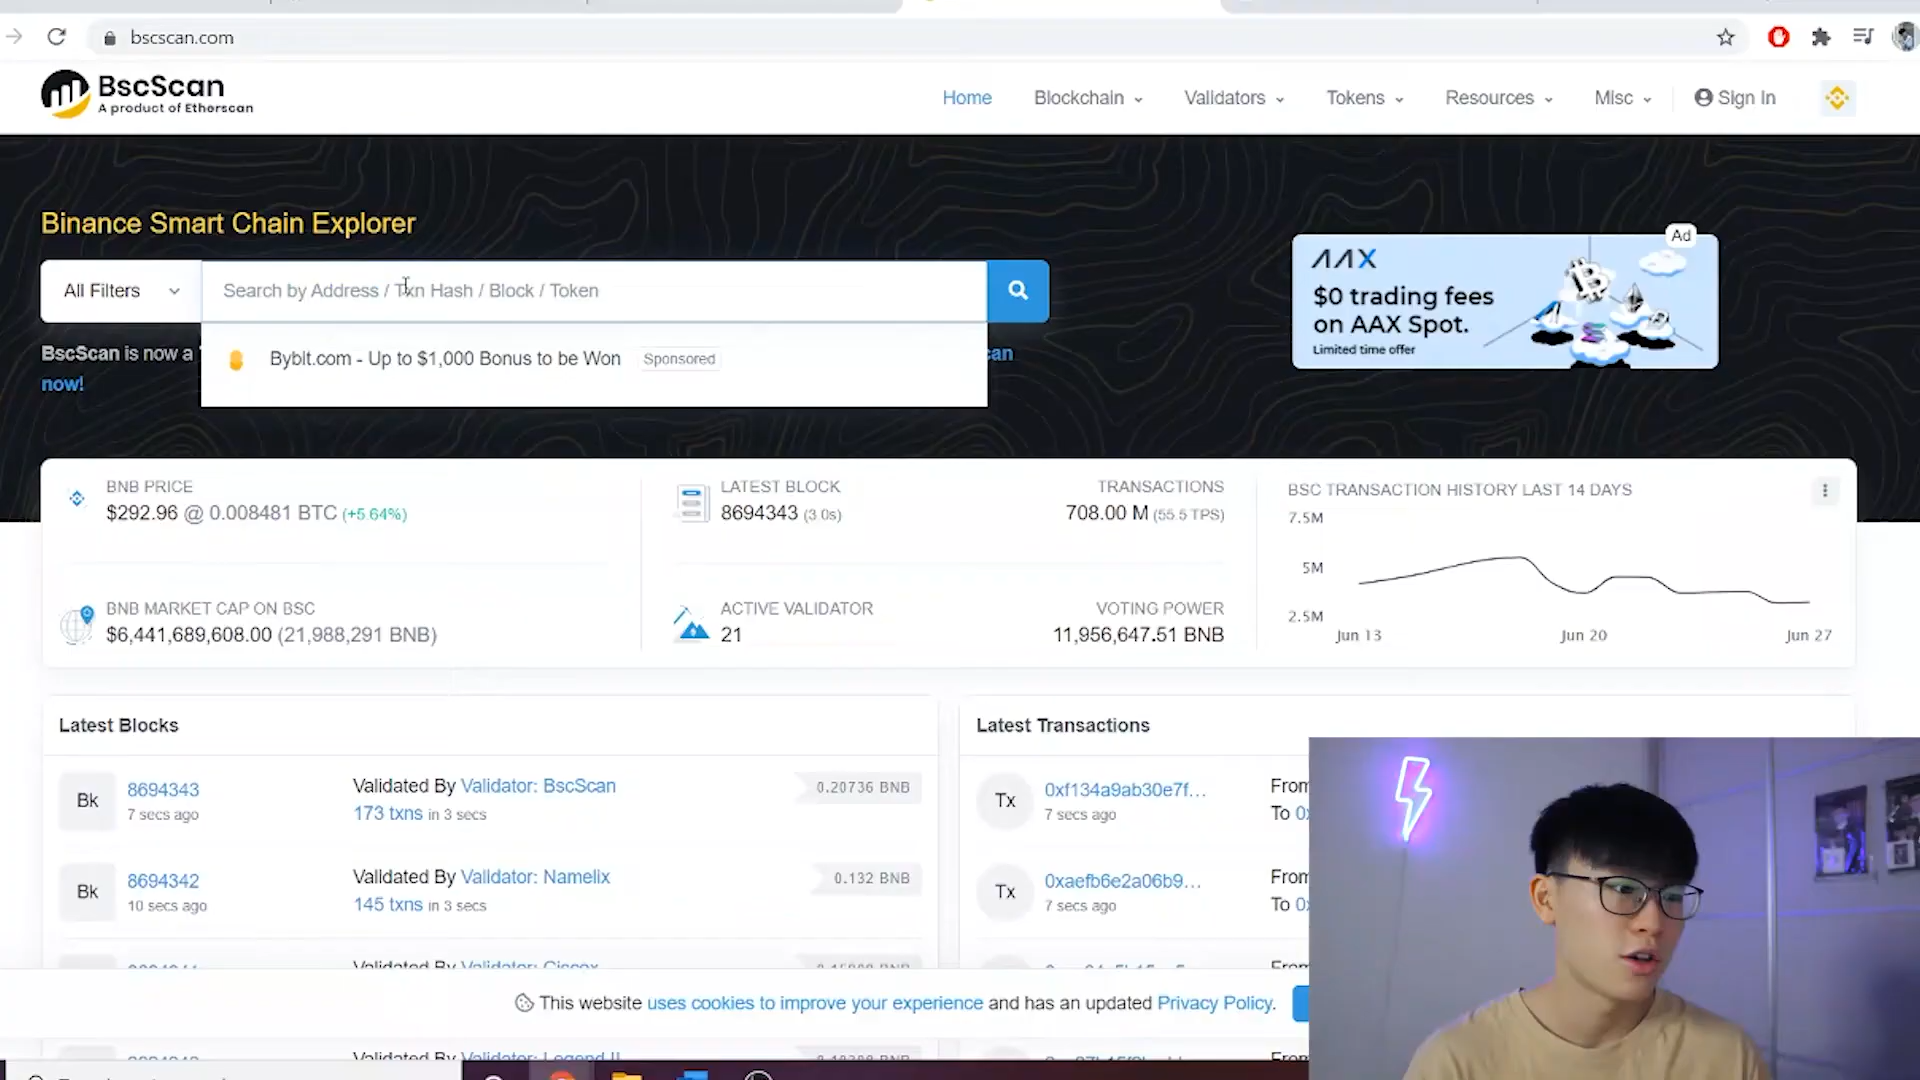 bscscan.com
BscScan
A product of Etherscan
Home
Blockchain
Validators
Tokens
Resources
Misc
Sign In
Binance Smart Chain Explorer
All Filters
Search by Address / Txn Hash / Block / Token
Bybit.com - Up to $1,000 Bonus to be Won
Sponsored
BscScan is now a
now!
Ad
AAX
$0 trading fees
on AAX Spot.
Limited time offer
BNB PRICE
$292.96 @ 0.008481 BTC (+5.64%)
LATEST BLOCK
8694343 (3.0s)
TRANSACTIONS
708.00 M (55.5 TPS)
BNB MARKET CAP ON BSC
$6,441,689,608.00 (21,988,291 BNB)
ACTIVE VALIDATOR
21
VOTING POWER
11,956,647.51 BNB
BSC TRANSACTION HISTORY LAST 14 DAYS
7.5M
5M
2.5M
Jun 13
Jun 20
Jun 27
Latest Blocks
Bk
8694343
7 secs ago
Validated By Validator: BscScan
173 txns in 3 secs
0.20736 BNB
Bk
8694342
10 secs ago
Validated By Validator: Namelix
145 txns in 3 secs
0.132 BNB
Latest Transactions
Tx
0xf134a9ab30e7f...
7 secs ago
From
To 0x
Tx
0xaefb6e2a06b9...
7 secs ago
From
To 0x
This website uses cookies to improve your experience and has an updated Privacy Policy.